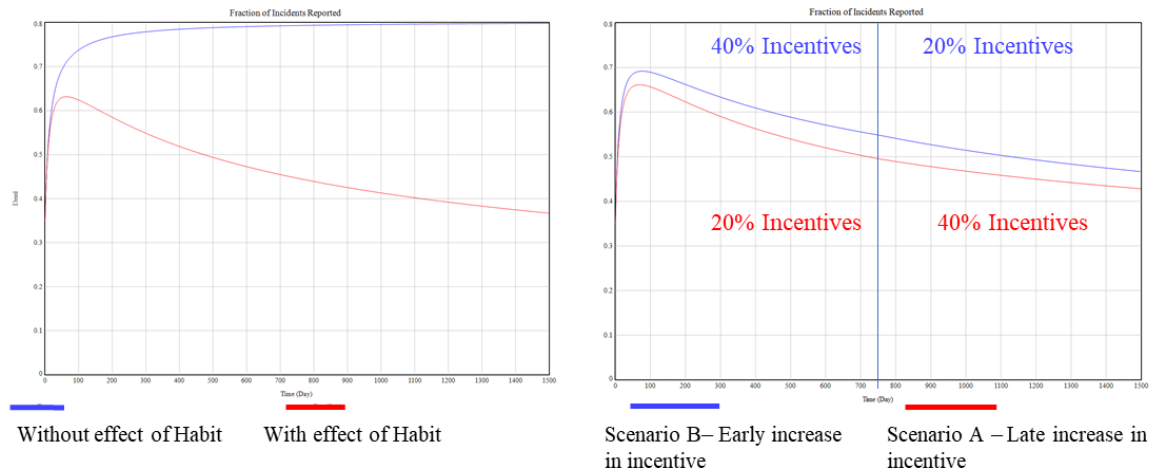 Fraction of Incidents Reported
0.8
0.7
0.6
0.5
0.4
0.3
0.2
0.1
0
Dmnl
0 100 200 300 400 500 600 700 800 900 1000 1100 1200 1300 1400 1500
Time (Day)
Without effect of Habit With effect of Habit
Fraction of Incidents Reported
0.8
0.7
0.6
0.5
0.4
0.3
0.2
0.1
0
40% Incentives 20% Incentives
20% Incentives 40% Incentives
0 100 200 300 400 500 600 700 800 900 1000 1100 1200 1300 1400 1500
Time (Day)
Scenario B– Early increase
in incentive
Scenario A – Late increase in
incentive